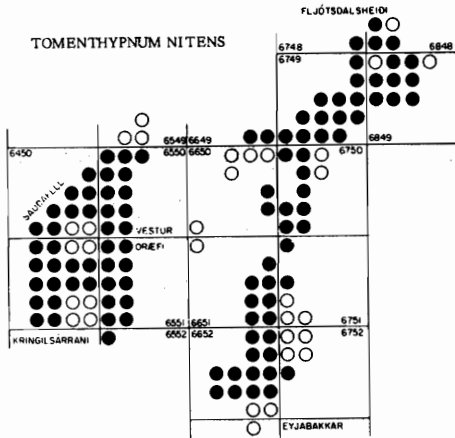 FLJÓTSDALSHEIÐI
TOMENTHYPNUM NITENS
6748 6848
6749
6549 6649 6849
6450 6550 6650 6750
SAUÐAFELL
VESTUR
ÖRÆFI
6551 6651 6751
KRINGILSÁRRANI 6552 6652 6752
EYJABAKKAR